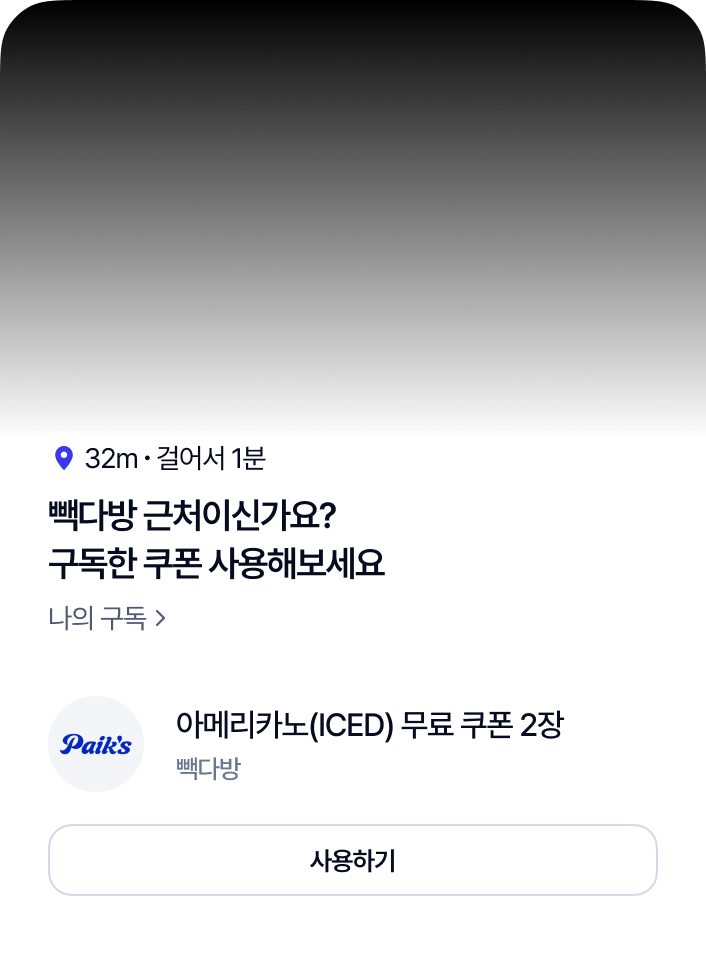 32m · 걸어서 1분
빽다방 근처이신가요?
구독한 쿠폰 사용해보세요
나의 구독 >
Paik's
아메리카노(ICED) 무료 쿠폰 2장
빽다방
사용하기